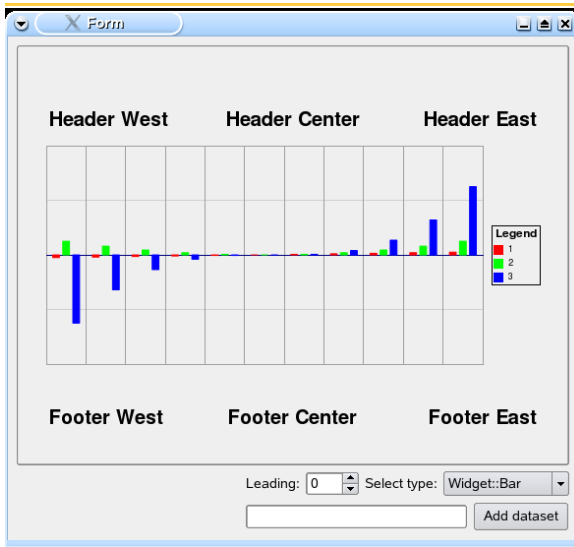 Form
Header West Header Center Header East
Legend
1
2
3
Footer West Footer Center Footer East
Leading: 0 Select type: Widget::Bar
Add dataset